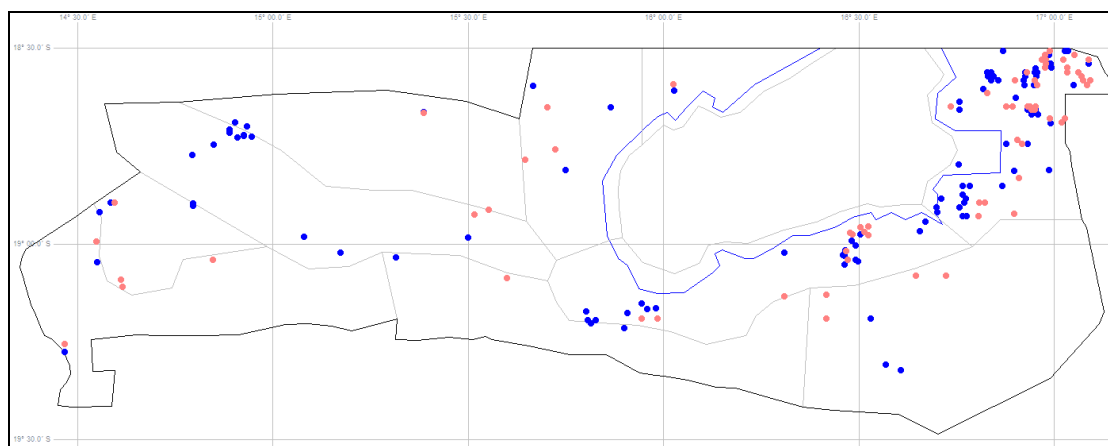 14° 30.0' E
15° 00.0' E
15° 30.0' E
16° 00.0' E
16° 30.0' E
17° 00.0' E
18° 30.0' S
19° 00.0' S
19° 30.0' S